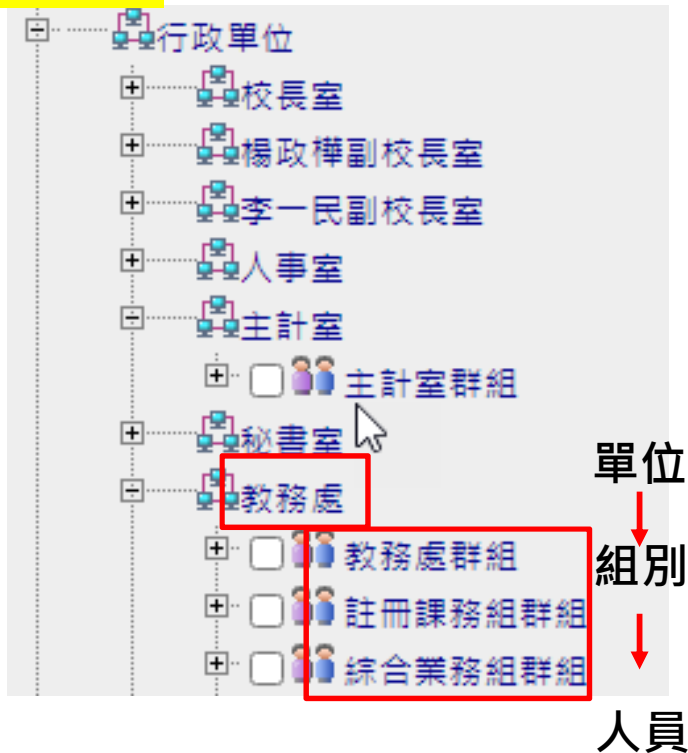 行政單位
校長室
楊政樺副校長室
李一民副校長室
人事室
主計室
主計室群組
秘書室
教務處
教務處群組
註冊課務組群組
綜合業務組群組
單位
組別
人員